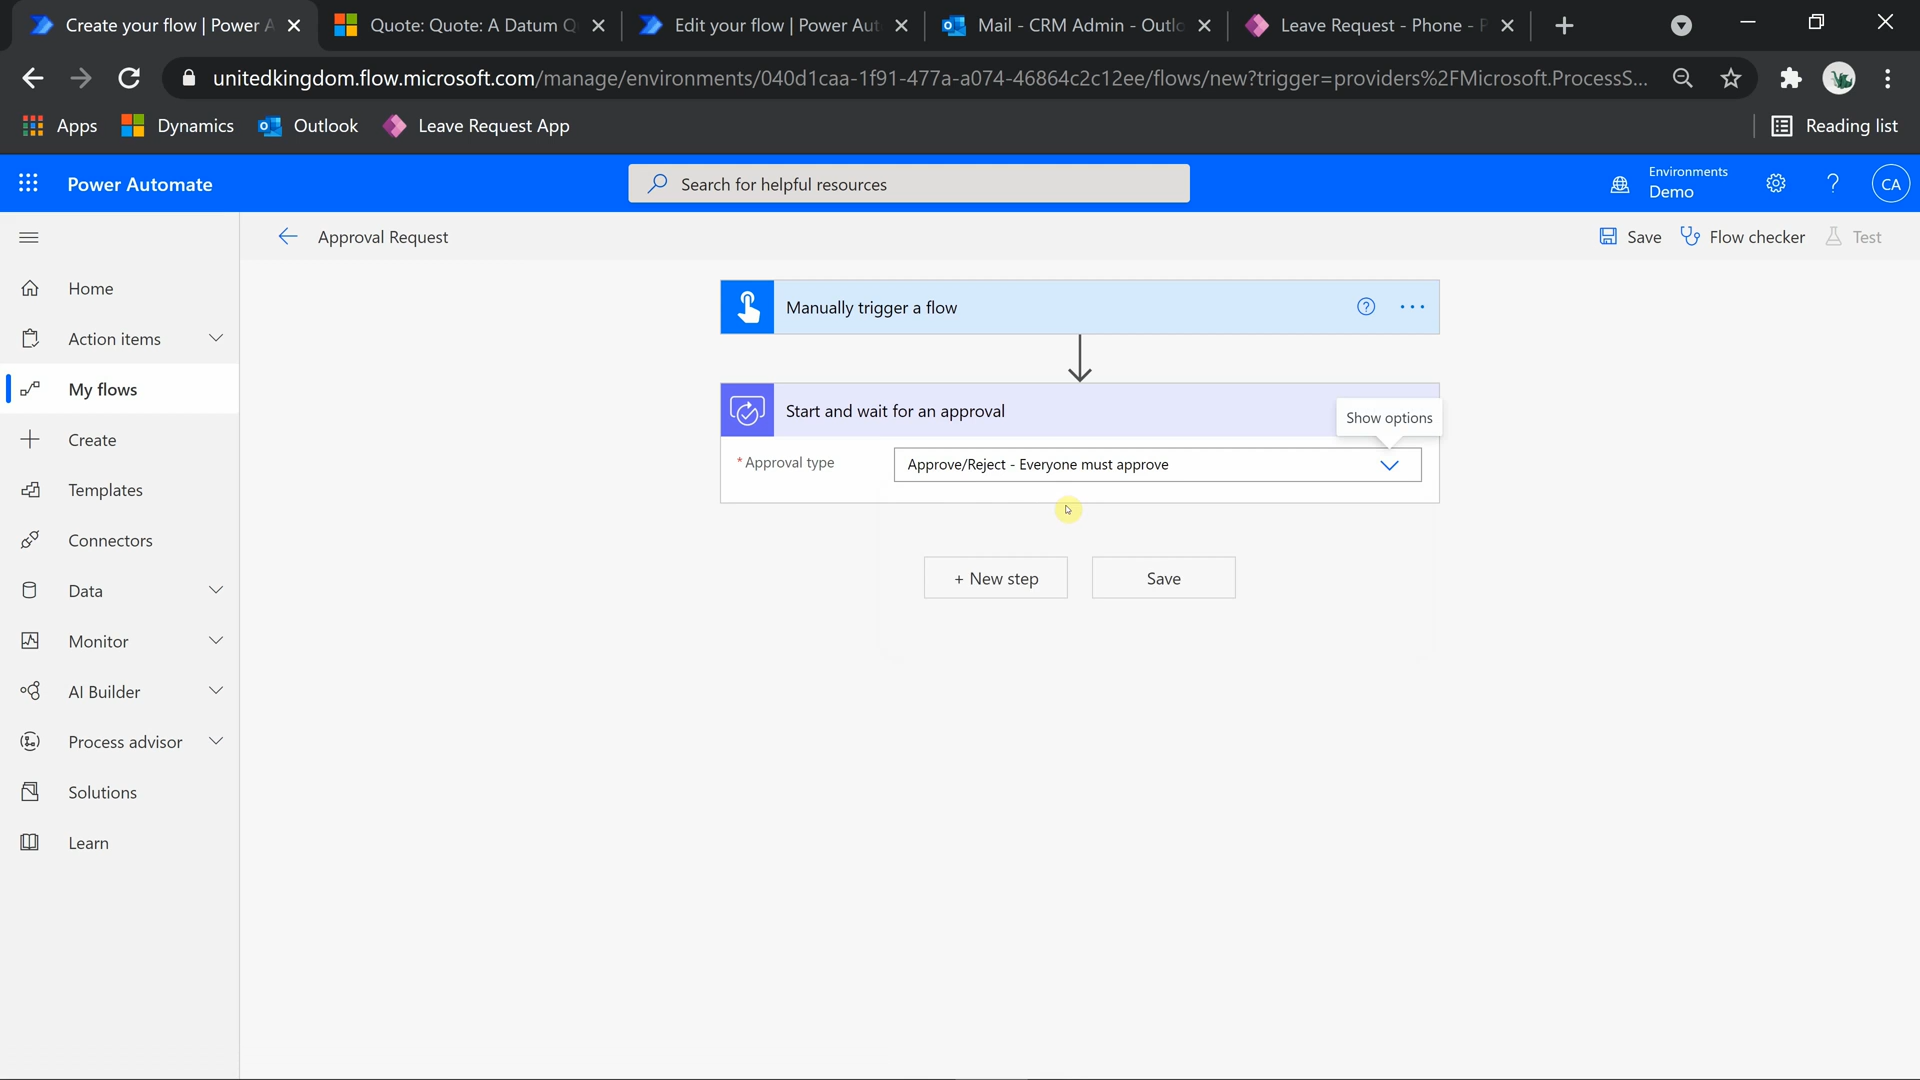 Create your flow | Power A
Quote: Quote: A Datum Q
Edit your flow | Power Aut
Mail - CRM Admin - Outlo
Leave Request - Phone - P
unitedkingdom.flow.microsoft.com/manage/environments/040d1caa-1f91-477a-a074-46864c2c12ee/flows/new?trigger=providers%2FMicrosoft.ProcessS...
Apps
Dynamics
Outlook
Leave Request App
Reading list
Power Automate
Search for helpful resources
Environments
Demo
CA
Approval Request
Save
Flow checker
Test
Home
Action items
My flows
Create
Templates
Connectors
Data
Monitor
AI Builder
Process advisor
Solutions
Learn
Manually trigger a flow
Start and wait for an approval
Show options
* Approval type
Approve/Reject - Everyone must approve
+ New step
Save